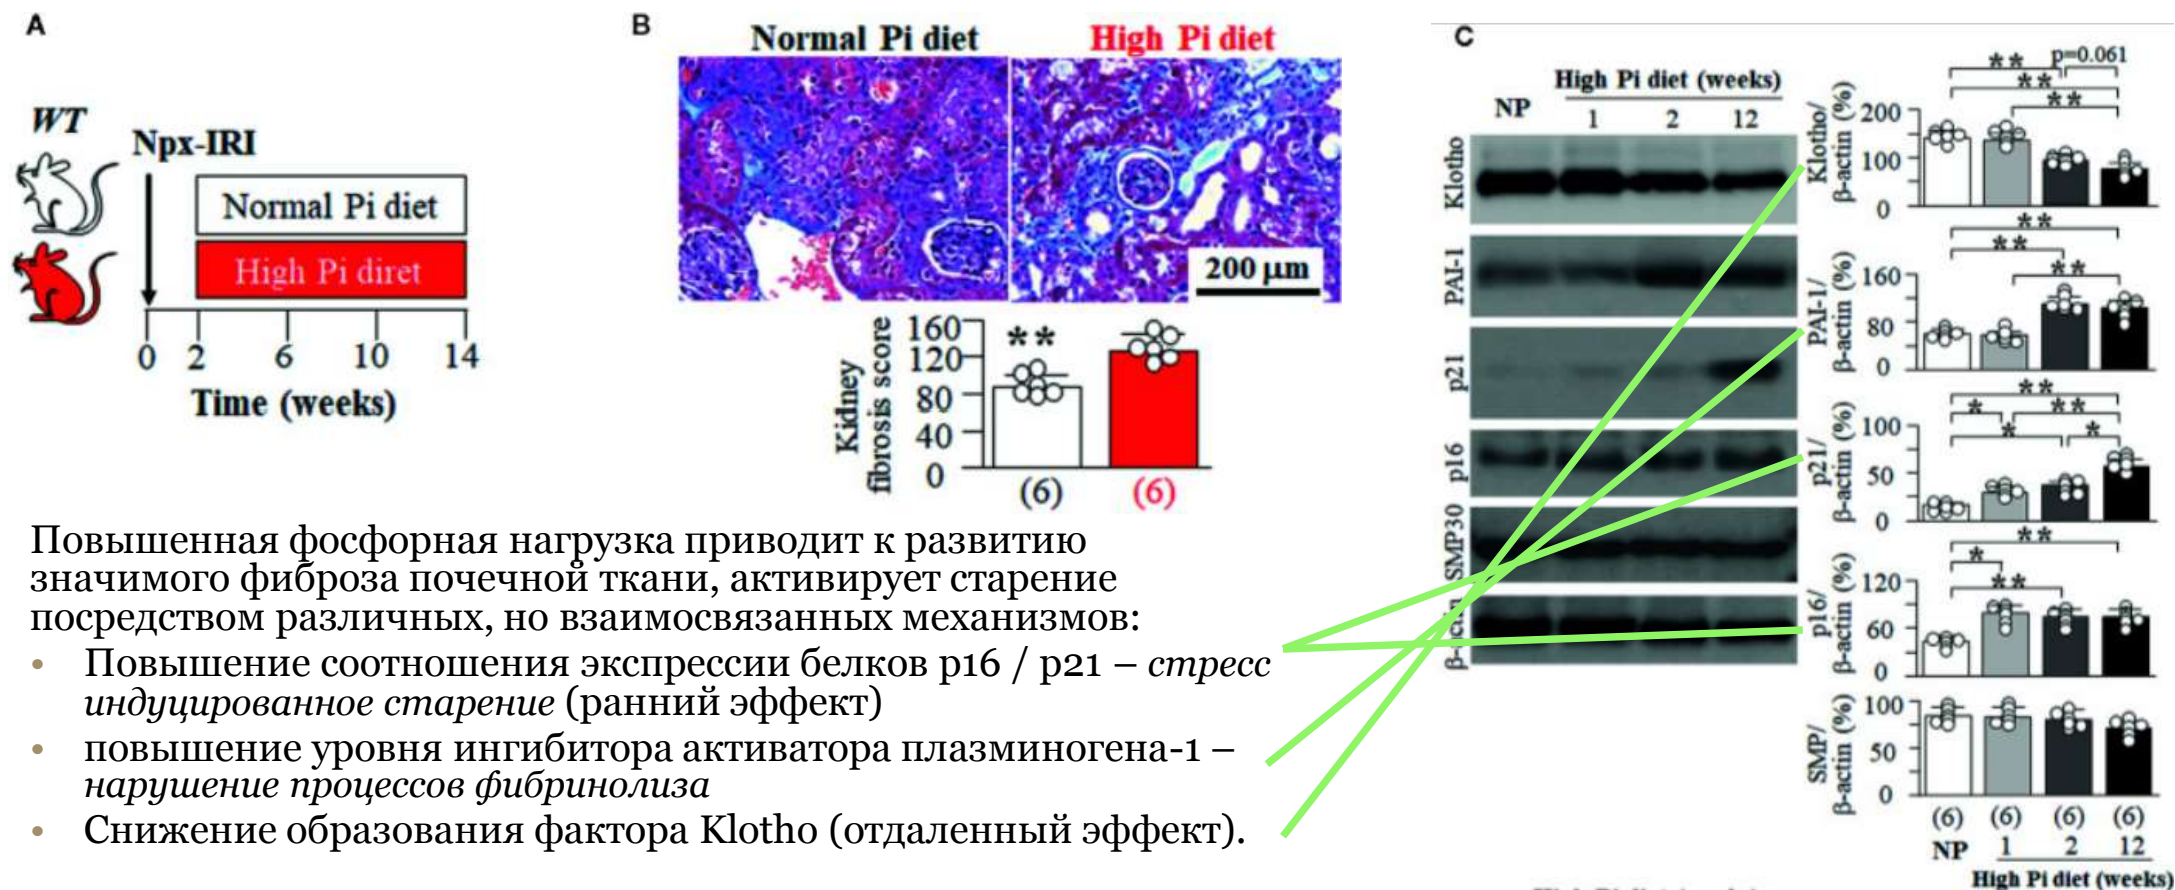 A
WT
Npx-IRI
Normal Pi diet
High Pi diret
0 2 6 10 14
Time (weeks)
B
Normal Pi diet High Pi diet
200 µm
Kidney
fibrosis score
160
120
80
40
0
**
(6) (6)
Повышенная фосфорная нагрузка приводит к развитию
значимого фиброза почечной ткани, активирует старение
посредством различных, но взаимосвязанных механизмов:
• Повышение соотношения экспрессии белков p16 / p21 – стресс
индуцированное старение (ранний эффект)
• повышение уровня ингибитора активатора плазминогена-1 –
нарушение процессов фибринолиза
• Снижение образования фактора Klotho (отдаленный эффект).
C
High Pi diet (weeks)
NP 1 2 12
Klotho
PAI-1
p21
p16
SMP30
β-actin
** p=0.061
**
**
Klotho/
β-actin (%)
200
100
0
**
**
**
PAI-1/
β-actin (%)
160
80
0
**
* **
* *
p21/
β-actin (%)
100
50
0
**
*
**
p16/
β-actin (%)
120
60
0
SMP/
β-actin (%)
100
50
0
(6) (6) (6) (6)
NP 1 2 12
High Pi diet (weeks)